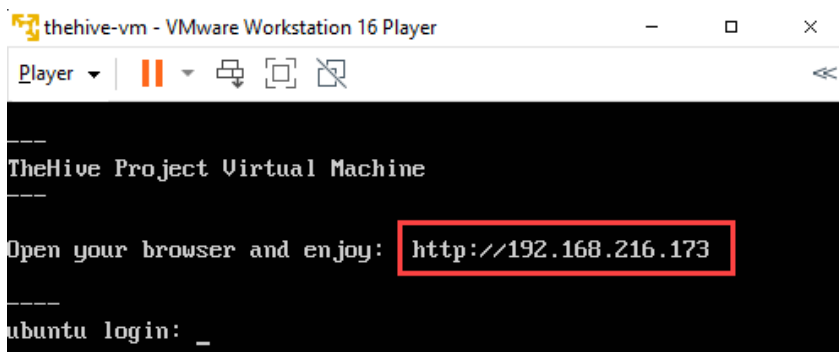 thehive-vm - VMware Workstation 16 Player
Player
---
TheHive Project Virtual Machine
---
Open your browser and enjoy: http://192.168.216.173
----
ubuntu login: _